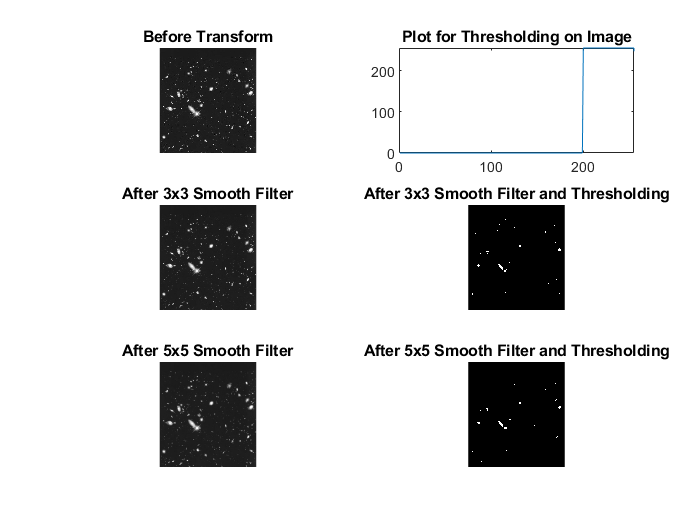 Before Transform
Plot for Thresholding on Image
200
100
0
0 100 200
After 3x3 Smooth Filter
After 3x3 Smooth Filter and Thresholding
After 5x5 Smooth Filter
After 5x5 Smooth Filter and Thresholding